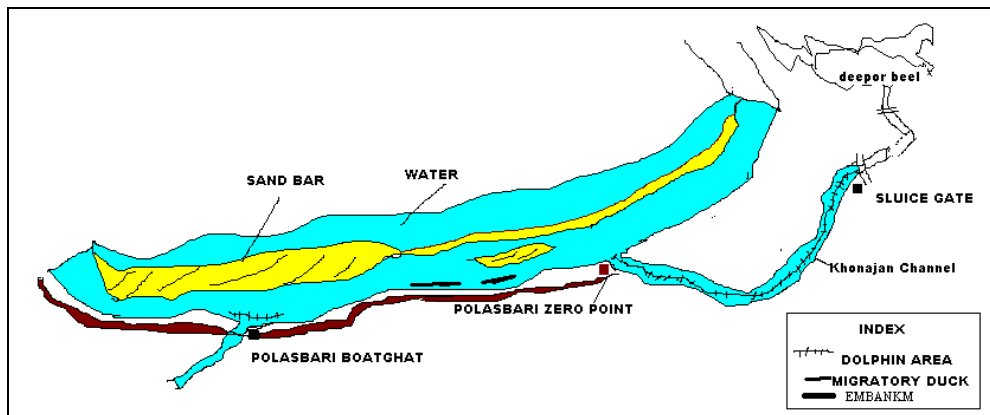 deepor beel
WATER
SAND BAR
SLUICE GATE
Khonajan Channel
POLASBARI ZERO POINT
POLASBARI BOATGHAT
INDEX
DOLPHIN AREA
MIGRATORY DUCK
EMBANKM